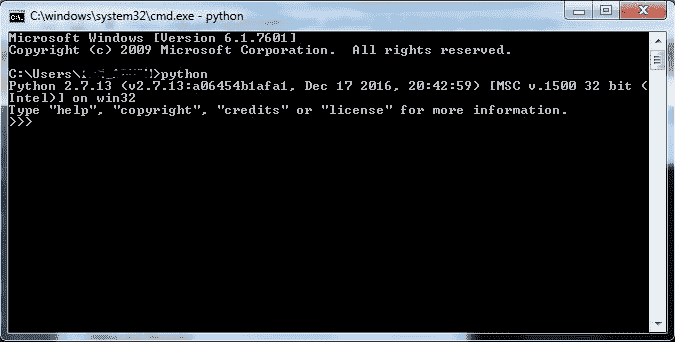 C:\windows\system32\cmd.exe - python
Microsoft Windows [Version 6.1.7601]
Copyright (c) 2009 Microsoft Corporation.  All rights reserved.
C:\Users\>python
Python 2.7.13 (v2.7.13:a06454b1afa1, Dec 17 2016, 20:42:59) [MSC v.1500 32 bit (
Intel)] on win32
Type "help", "copyright", "credits" or "license" for more information.
>>>